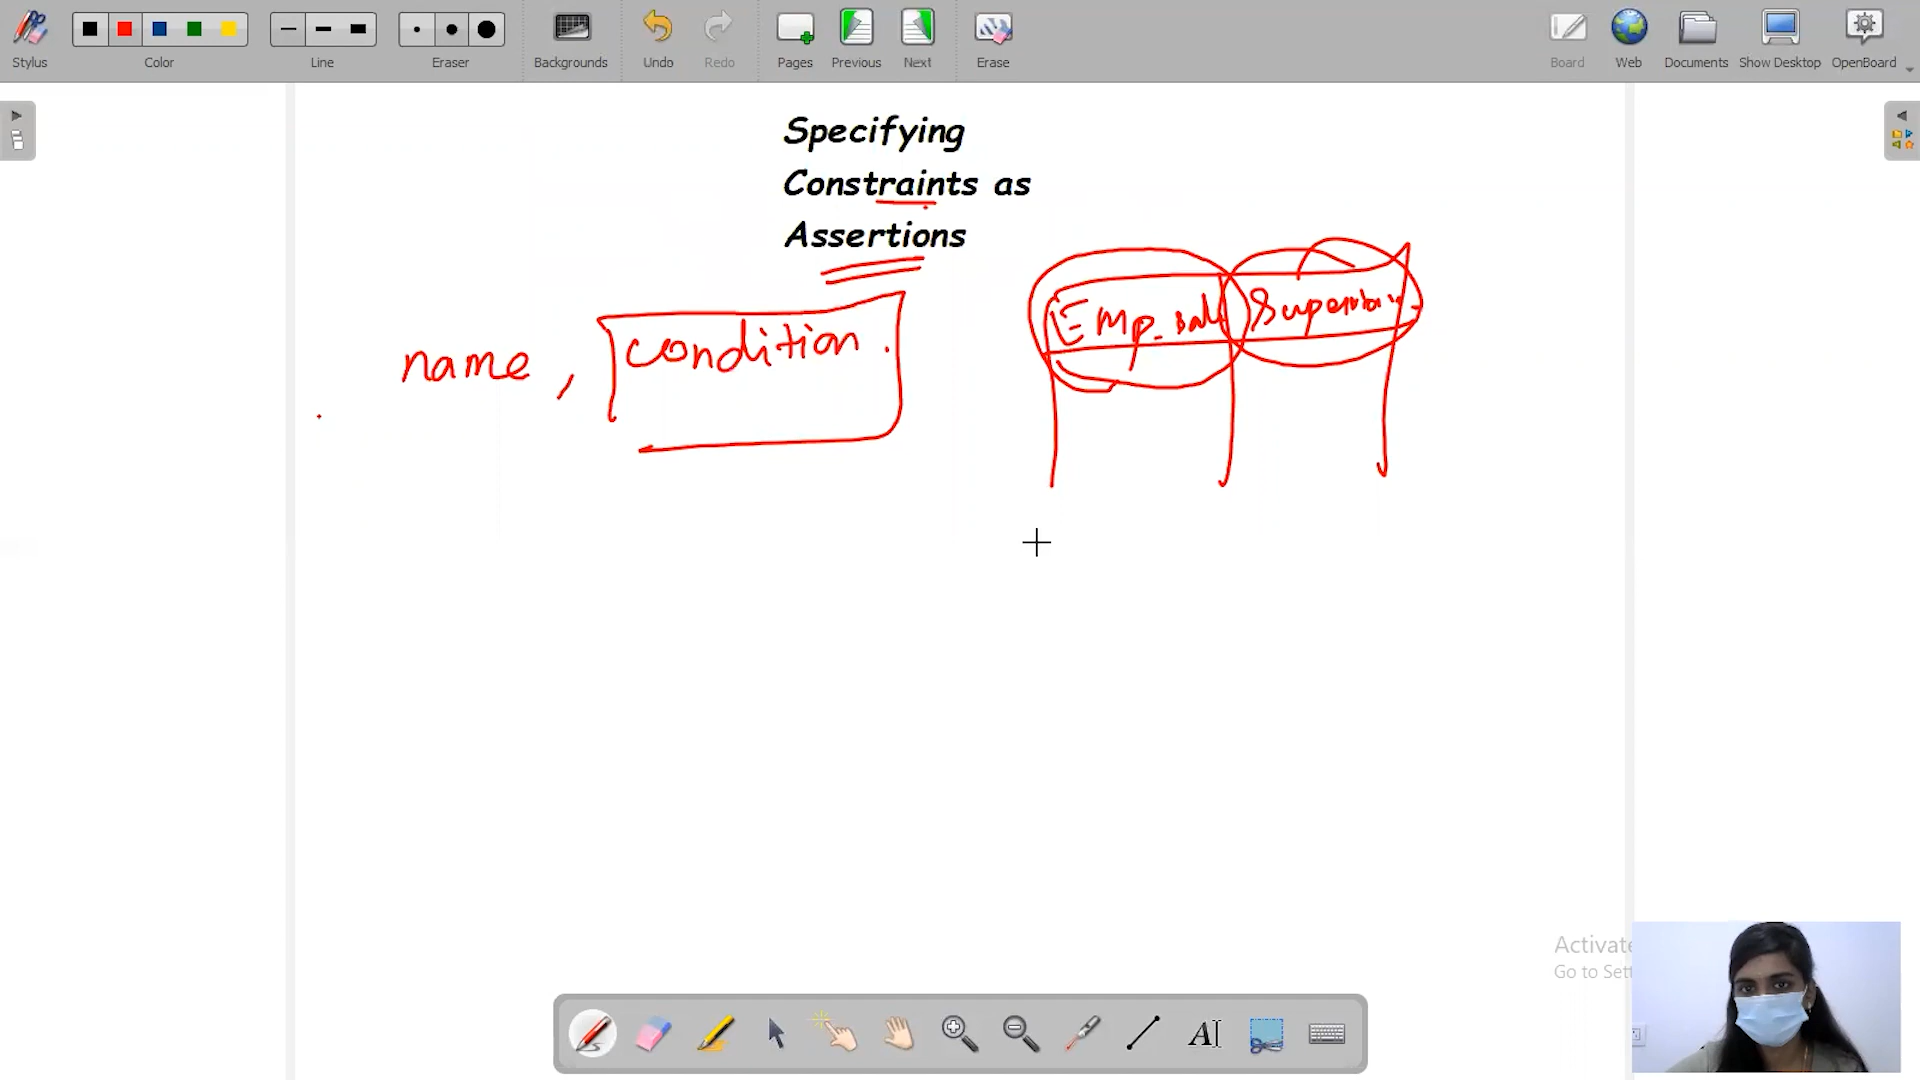 Stylus
Color
Line
Eraser
Backgrounds
Undo
Redo
Pages
Previous
Next
Erase
Board
Web
Documents
Show Desktop
OpenBoard
Specifying
Constraints as
Assertions
name, condition.
Emp-
Activate
Go to Sett
AI